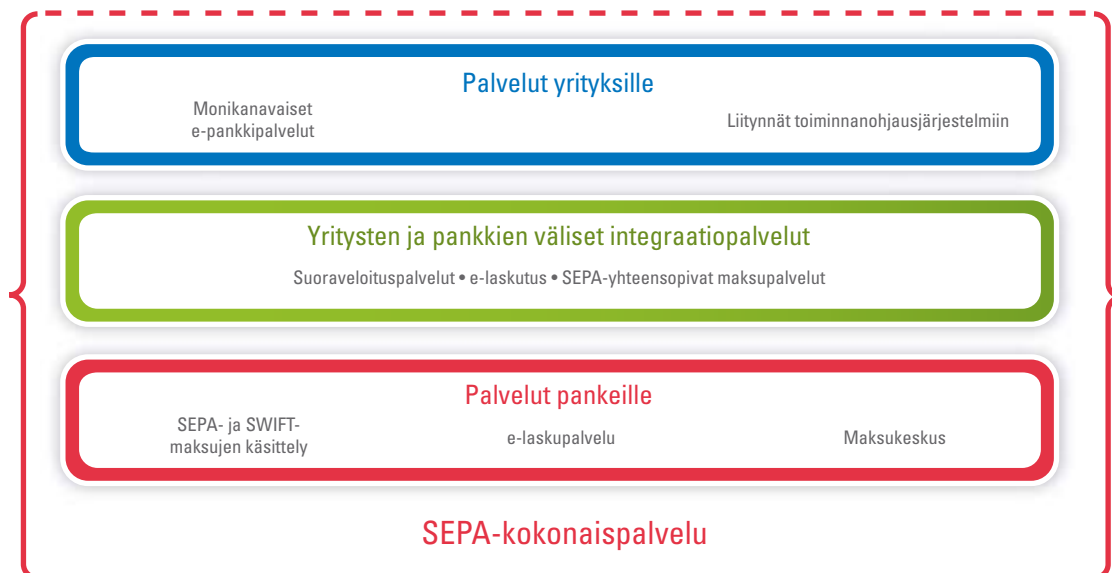 Palvelut yrityksille
Monikanavaiset
e-pankkipalvelut
Liitynnät toiminnanohjausjärjestelmiin
Yritysten ja pankkien väliset integraatiopalvelut
Suoraveloituspalvelut • e-laskutus • SEPA-yhteensopivat maksupalvelut
Palvelut pankeille
SEPA- ja SWIFT-
maksujen käsittely
e-laskupalvelu
Maksukeskus
SEPA-kokonaispalvelu